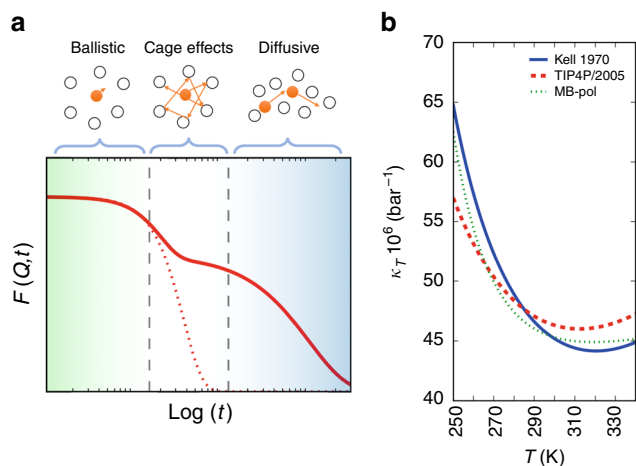 a
Ballistic Cage effects Diffusive
F (Q,t)
Log (t)
b
70
65
60
55
50
45
40
κT 10⁶ (bar⁻¹)
Kell 1970
TIP4P/2005
MB-pol
250 270 290 310 330
T (K)